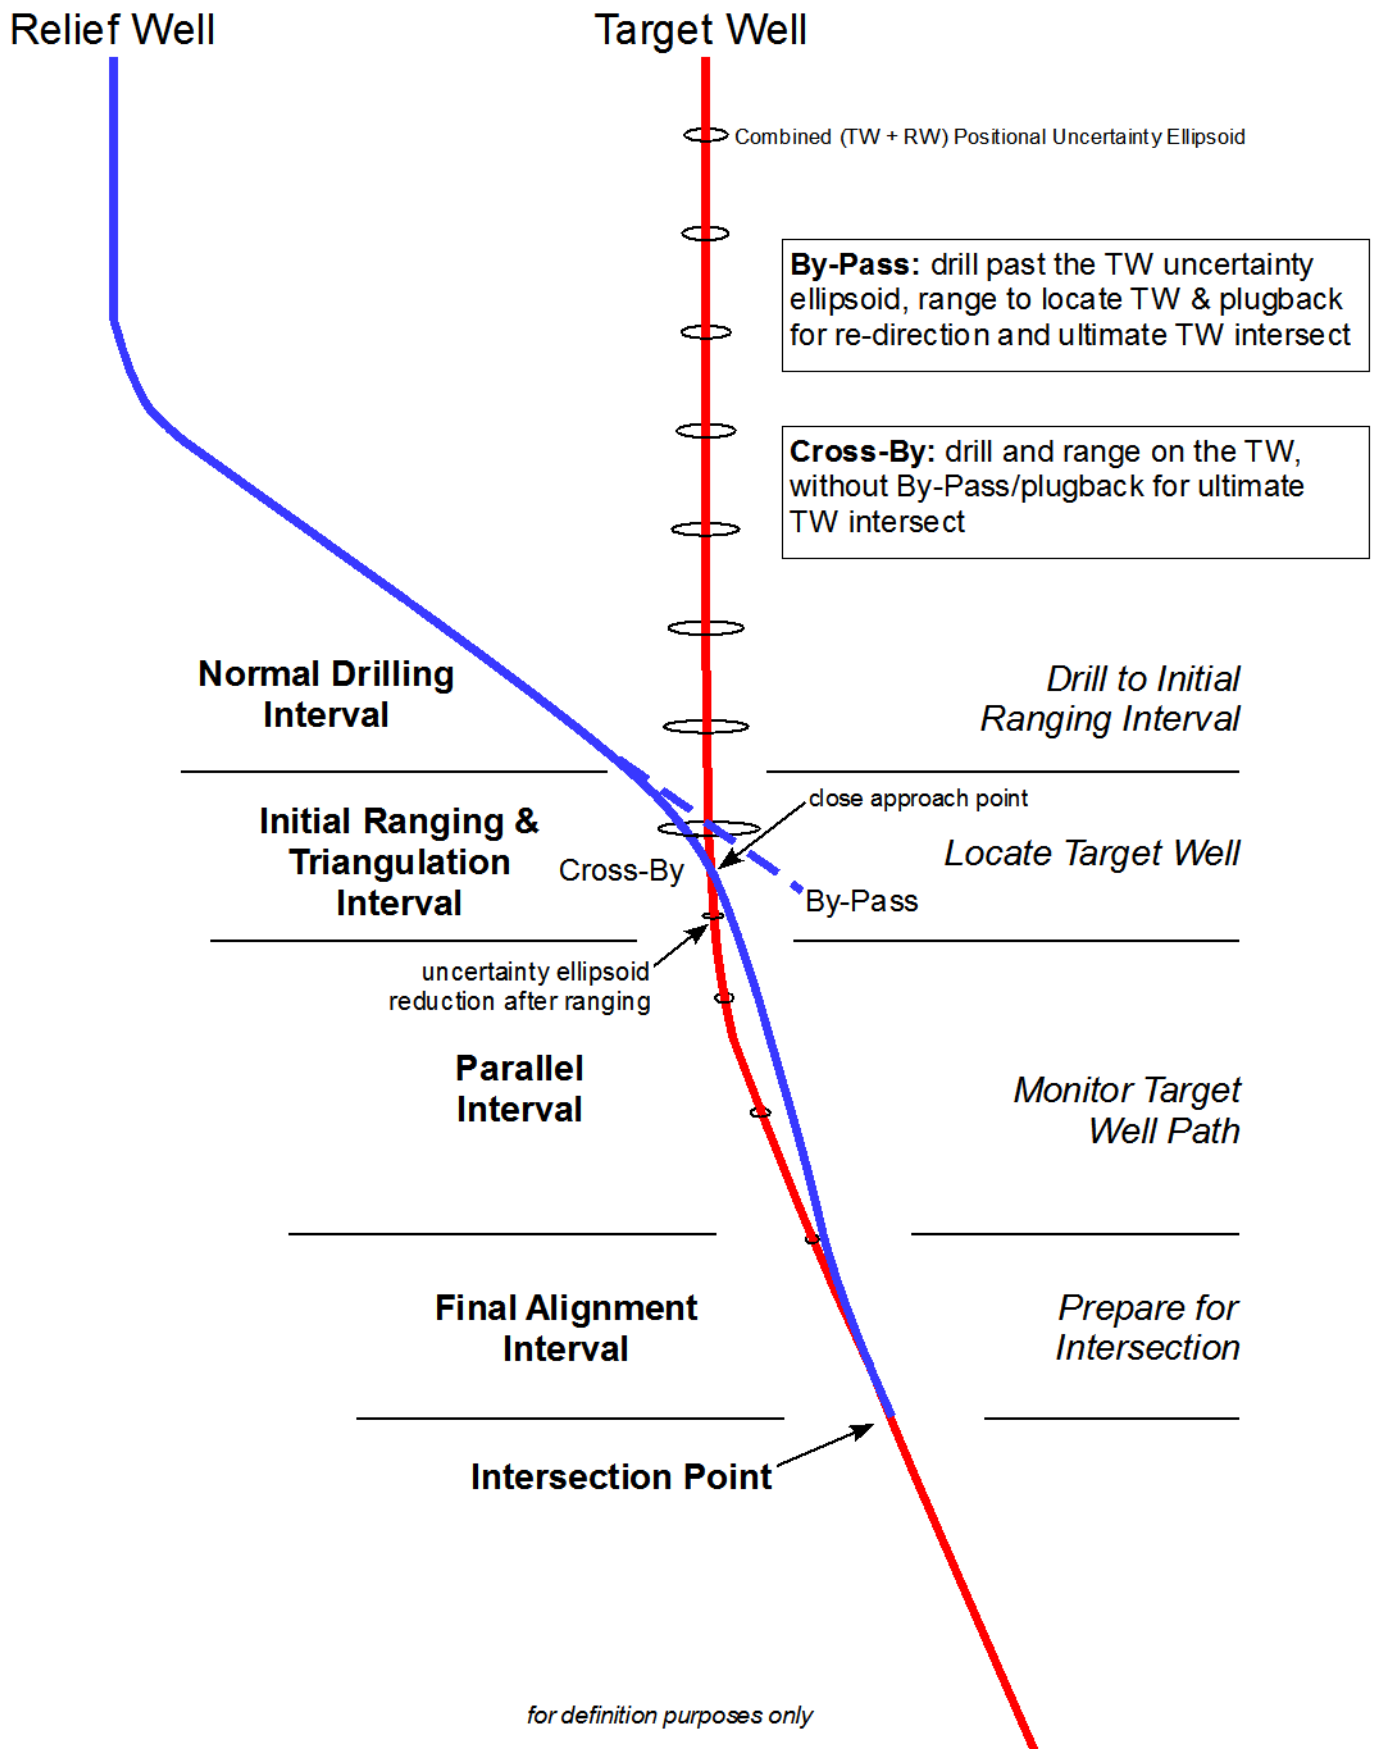 Relief Well
Target Well
Combined (TW + RW) Positional Uncertainty Ellipsoid
By-Pass: drill past the TW uncertainty
ellipsoid, range to locate TW & plugback
for re-direction and ultimate TW intersect
Cross-By: drill and range on the TW,
without By-Pass/plugback for ultimate
TW intersect
Normal Drilling
Interval
Drill to Initial
Ranging Interval
close approach point
Initial Ranging &
Triangulation
Interval
Cross-By
Locate Target Well
By-Pass
uncertainty ellipsoid
reduction after ranging
Parallel
Interval
Monitor Target
Well Path
Final Alignment
Interval
Prepare for
Intersection
Intersection Point
for definition purposes only